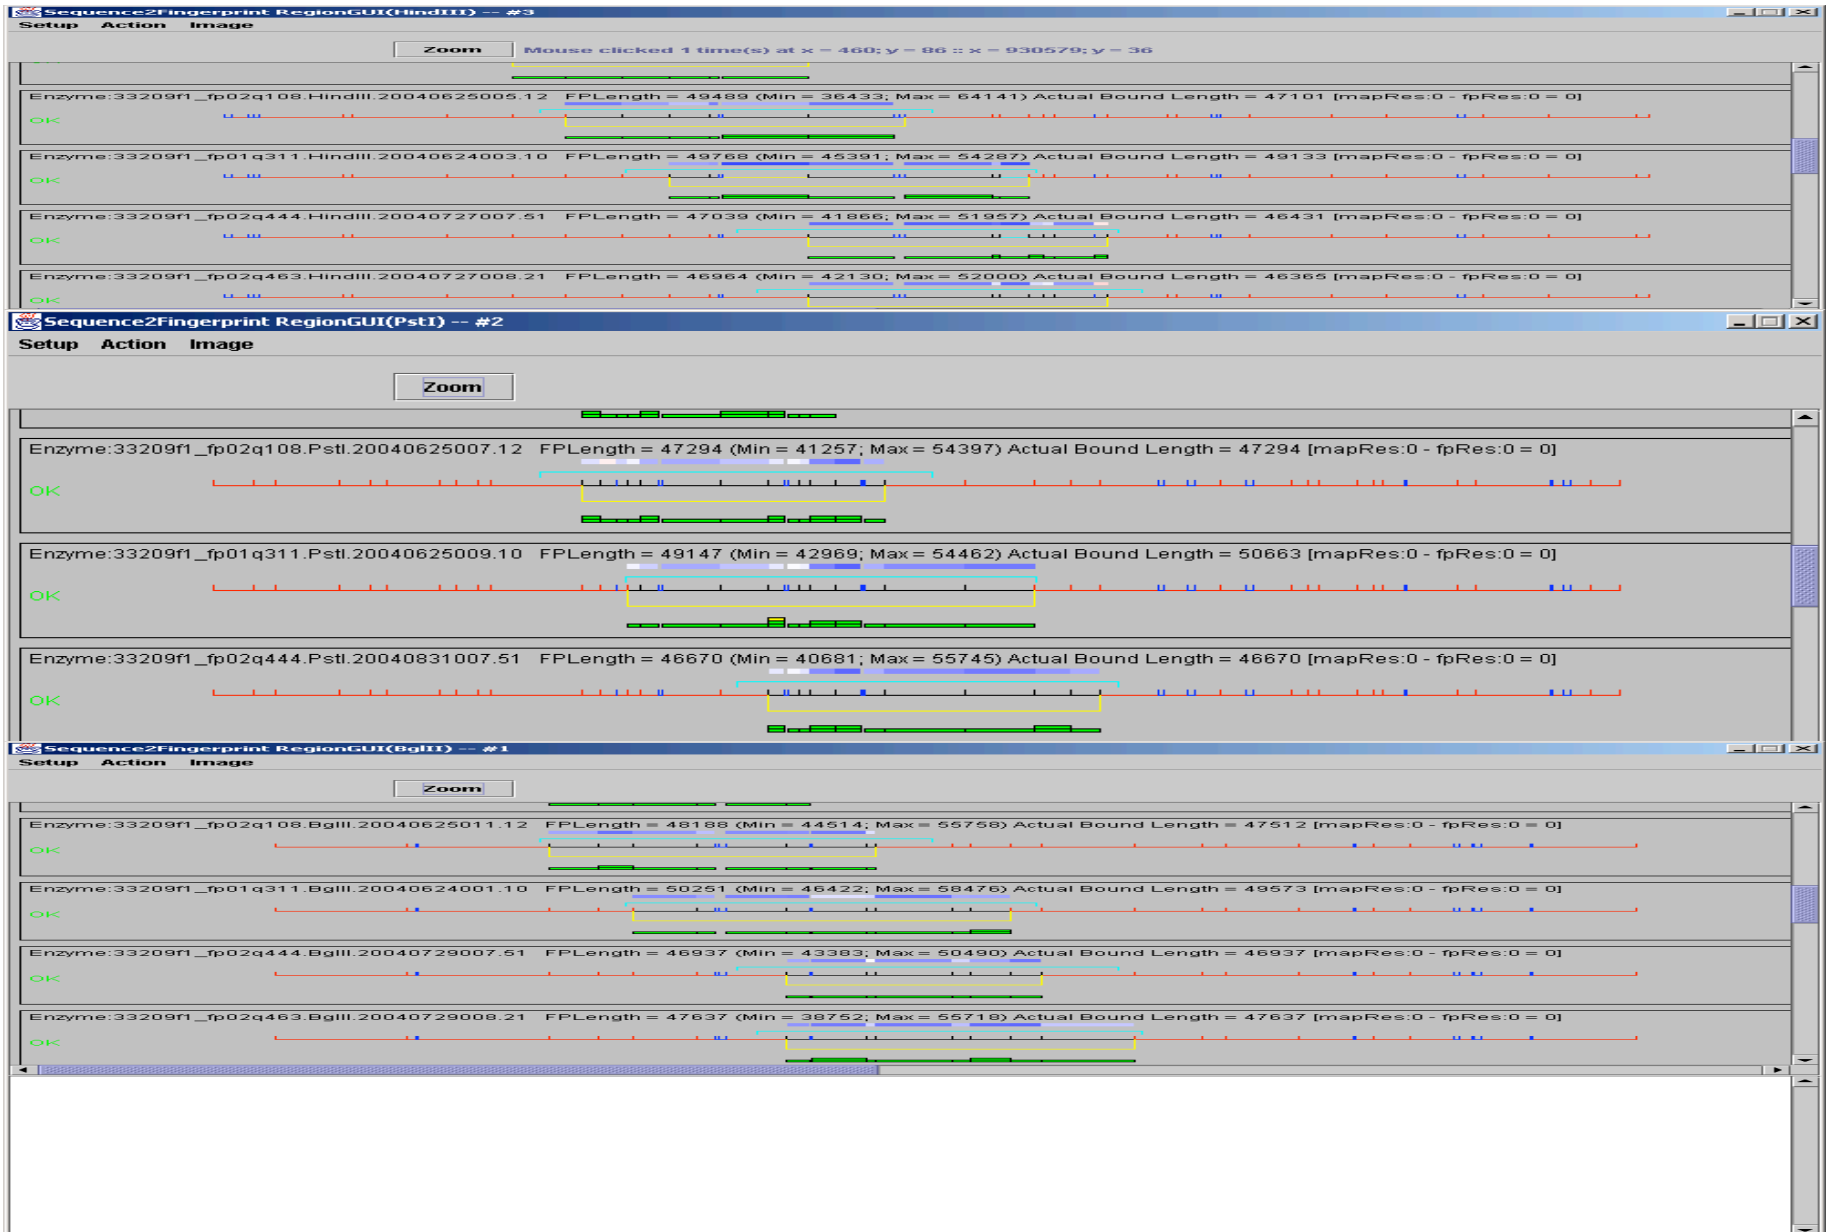 Sequence2Fingerprint RegionGUI(HindIII) -- #3
Setup Action Image
Zoom Mouse clicked 1 time(s) at x = 460; y = 86 :: x = 930579; y = 36
Enzyme:33209f1_fp02q108.HindIII.20040625005.12 FPLength = 49489 (Min = 36433; Max = 64141) Actual Bound Length = 47101 [mapRes:0 - fpRes:0 = 0]
OK
Enzyme:33209f1_fp01q311.HindIII.20040624003.10 FPLength = 49768 (Min = 45391; Max = 54287) Actual Bound Length = 49133 [mapRes:0 - fpRes:0 = 0]
OK
Enzyme:33209f1_fp02q444.HindIII.20040727007.51 FPLength = 47039 (Min = 41866; Max = 51957) Actual Bound Length = 46431 [mapRes:0 - fpRes:0 = 0]
OK
Enzyme:33209f1_fp02q463.HindIII.20040727008.21 FPLength = 46964 (Min = 42130; Max = 52000) Actual Bound Length = 46365 [mapRes:0 - fpRes:0 = 0]
OK
Sequence2Fingerprint RegionGUI(PstI) -- #2
Setup Action Image
Zoom
Enzyme:33209f1_fp02q108.PstI.20040625007.12 FPLength = 47294 (Min = 41257; Max = 54397) Actual Bound Length = 47294 [mapRes:0 - fpRes:0 = 0]
OK
Enzyme:33209f1_fp01q311.PstI.20040625009.10 FPLength = 49147 (Min = 42969; Max = 54462) Actual Bound Length = 50663 [mapRes:0 - fpRes:0 = 0]
OK
Enzyme:33209f1_fp02q444.PstI.20040831007.51 FPLength = 46670 (Min = 40681; Max = 55745) Actual Bound Length = 46670 [mapRes:0 - fpRes:0 = 0]
OK
Sequence2Fingerprint RegionGUI(BglII) -- #1
Setup Action Image
Zoom
Enzyme:33209f1_fp02q108.BglII.20040625011.12 FPLength = 48188 (Min = 44514; Max = 55758) Actual Bound Length = 47512 [mapRes:0 - fpRes:0 = 0]
OK
Enzyme:33209f1_fp01q311.BglII.20040624001.10 FPLength = 50251 (Min = 46422; Max = 58476) Actual Bound Length = 49573 [mapRes:0 - fpRes:0 = 0]
OK
Enzyme:33209f1_fp02q444.BglII.20040729007.51 FPLength = 46937 (Min = 43383; Max = 50490) Actual Bound Length = 46937 [mapRes:0 - fpRes:0 = 0]
OK
Enzyme:33209f1_fp02q463.BglII.20040729008.21 FPLength = 47637 (Min = 38752; Max = 55718) Actual Bound Length = 47637 [mapRes:0 - fpRes:0 = 0]
OK